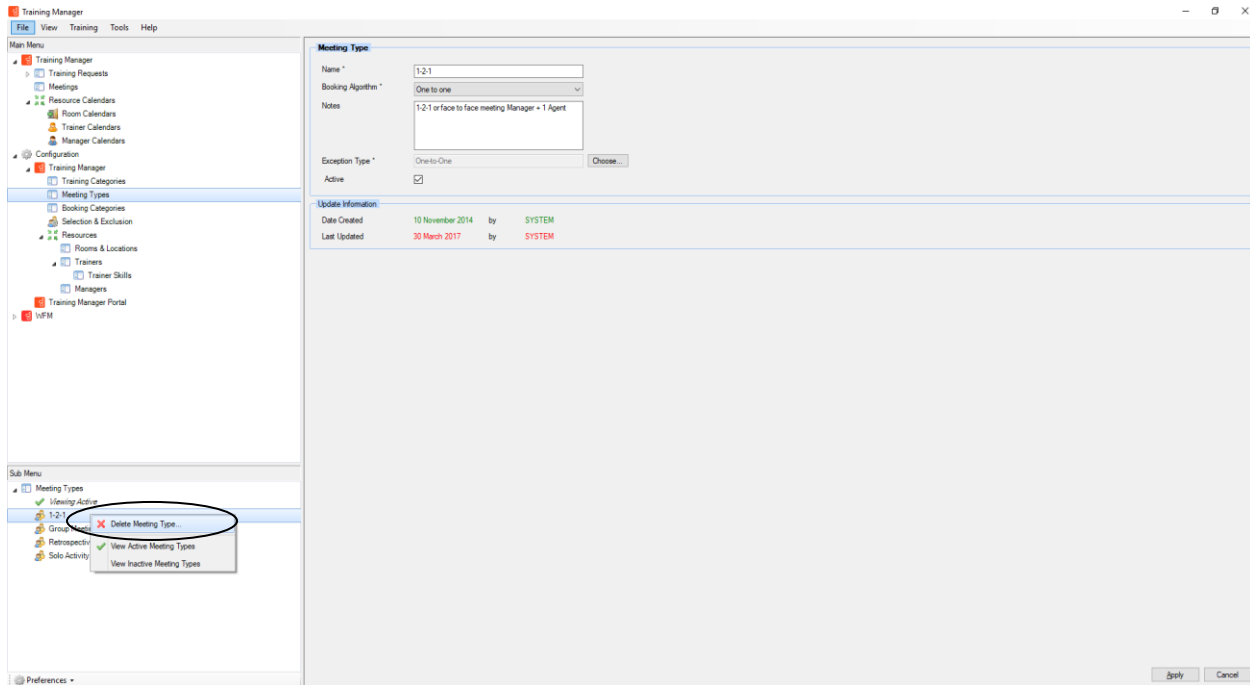 Training Manager
File View Training Tools Help
Main Menu
Training Manager
Training Requests
Meetings
Resource Calendars
Room Calendars
Trainer Calendars
Manager Calendars
Configuration
Training Manager
Training Categories
Meeting Types
Booking Categories
Selection & Exclusion
Resources
Rooms & Locations
Trainers
Trainer Skills
Managers
Training Manager Portal
WFM
Sub Menu
Meeting Types
Viewing Active
1-2-1
Group
Retrospectiv
Solo Activity
Delete Meeting Type...
View Active Meeting Types
View Inactive Meeting Types
Preferences
Meeting Type
Name * 1-2-1
Booking Algorithm * One to one
Notes 1-2-1 or face to face meeting Manager + 1 Agent
Exception Type * One-to-One Choose...
Active
Update Information
Date Created 10 November 2014 by SYSTEM
Last Updated 30 March 2017 by SYSTEM
Apply Cancel